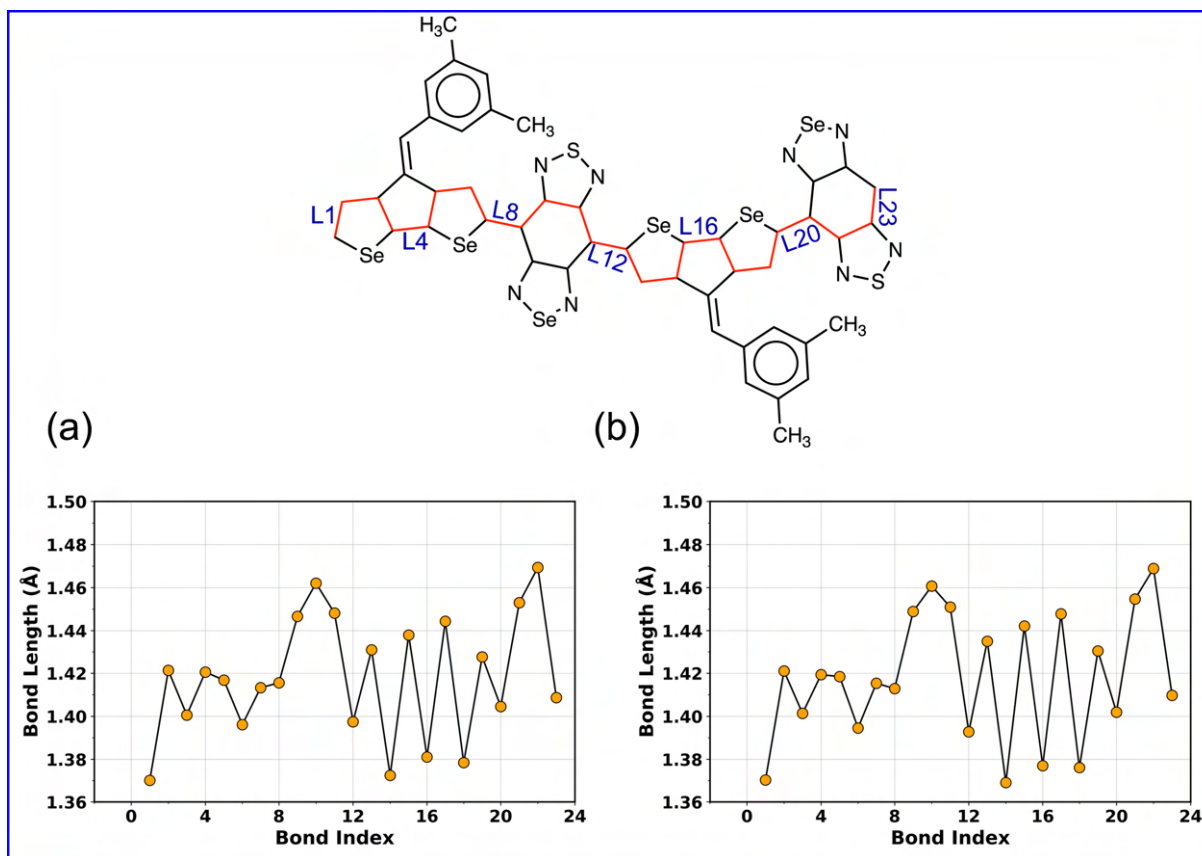 H₃C
CH₃
Se N
N
S
N N
L1
L8
L23
Se
L16
Se
Se
L4
Se
L12
L20
N N
S
N N
Se
CH₃
CH₃
(a) (b)
1.50
1.48
1.46
1.44
1.42
1.40
1.38
1.36
Bond Length (Å)
0 4 8 12 16 20 24
Bond Index
1.50
1.48
1.46
1.44
1.42
1.40
1.38
1.36
Bond Length (Å)
0 4 8 12 16 20 24
Bond Index